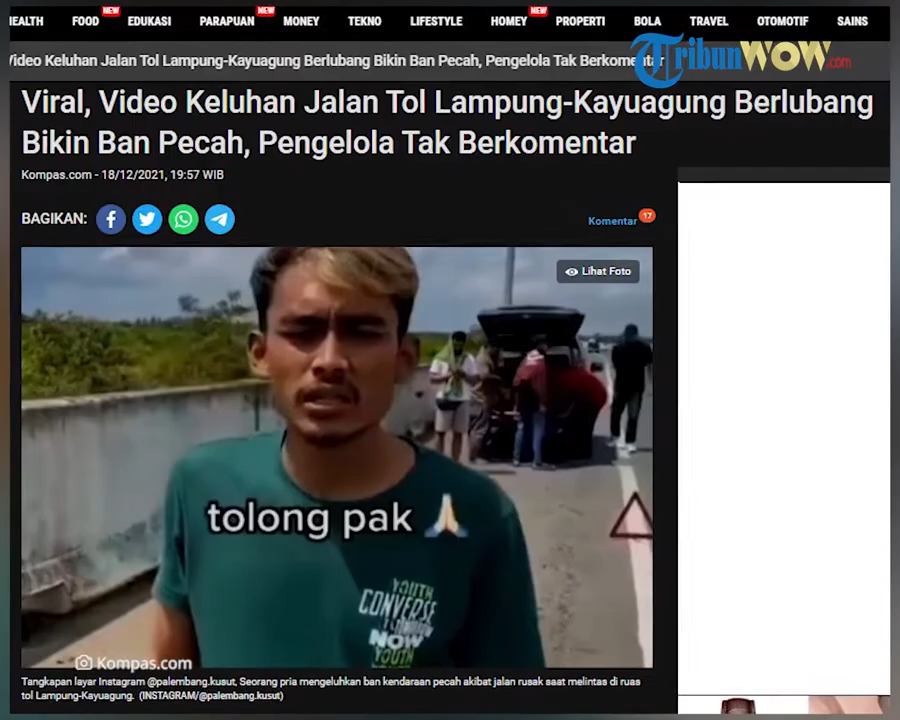 EALTH FOOD NEW EDUKASI PARAPUAN NEW MONEY TEKNO LIFESTYLE HOMEY NEW PROPERTI BOLA TRAVEL OTOMOTIF SAINS
Video Keluhan Jalan Tol Lampung-Kayuagung Berlubang Bikin Ban Pecah, Pengelola Tak Berkomentar
TribunWOW.com
Viral, Video Keluhan Jalan Tol Lampung-Kayuagung Berlubang
Bikin Ban Pecah, Pengelola Tak Berkomentar
Kompas.com - 18/12/2021, 19:57 WIB
BAGIKAN:
Komentar 17
Lihat Foto
tolong pak 🙏
YOUTH
CONVERSE
NOW
YOUTH
Kompas.com
Tangkapan layar Instagram @palembang.kusut, Seorang pria mengeluhkan ban kendaraan pecah akibat jalan rusak saat melintas di ruas
tol Lampung-Kayuagung. (INSTAGRAM/@palembang.kusut)